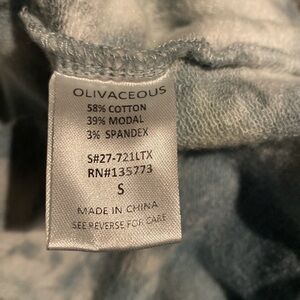 OLIVACEOUS
58% COTTON
39% MODAL
3% SPANDEX
S#27-721LTX
RN#135773
S
MADE IN CHINA
SEE REVERSE FOR CARE